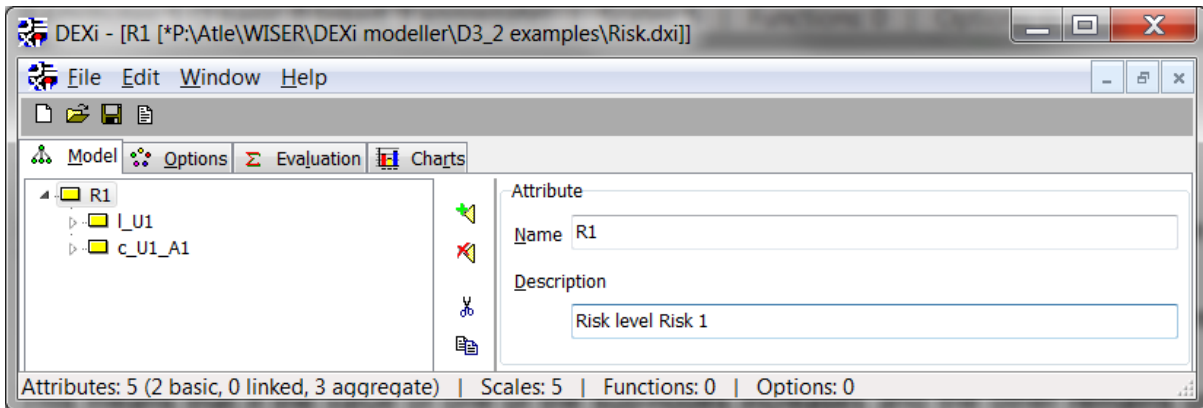 DEXi - [R1 [*P:\Atle\WISER\DEXi modeller\D3_2 examples\Risk.dxi]]
File Edit Window Help
Model Options Evaluation Charts
R1
l_U1
c_U1_A1
Attribute
Name R1
Description
Risk level Risk 1
Attributes: 5 (2 basic, 0 linked, 3 aggregate) | Scales: 5 | Functions: 0 | Options: 0